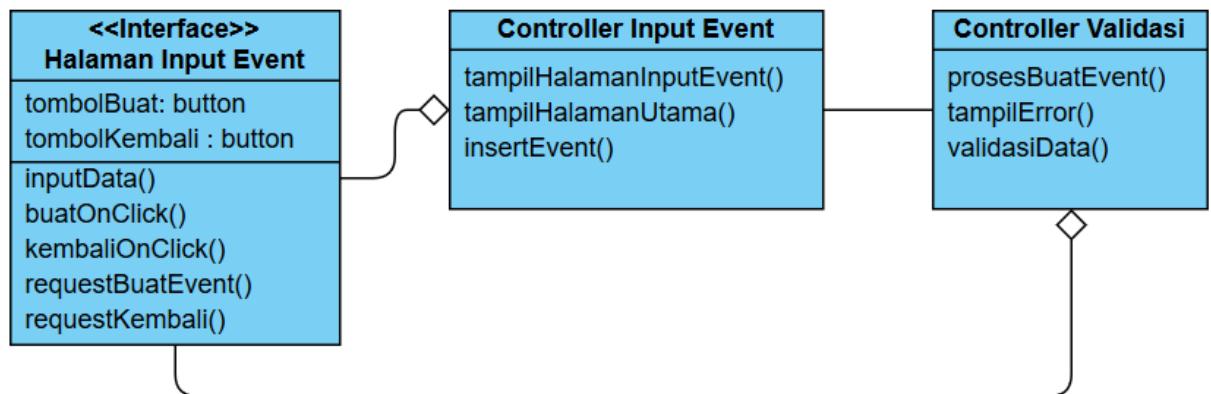 <<Interface>>
Halaman Input Event
tombolBuat: button
tombolKembali : button
inputData()
buatOnClick()
kembaliOnClick()
requestBuatEvent()
requestKembali()
Controller Input Event
tampilHalamanInputEvent()
tampilHalamanUtama()
insertEvent()
Controller Validasi
prosesBuatEvent()
tampilError()
validasiData()